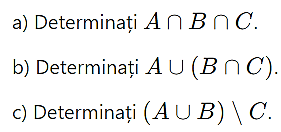 a) Determinați A ∩ B ∩ C.
b) Determinați A ∪ (B ∩ C).
c) Determinați (A ∪ B) \ C.